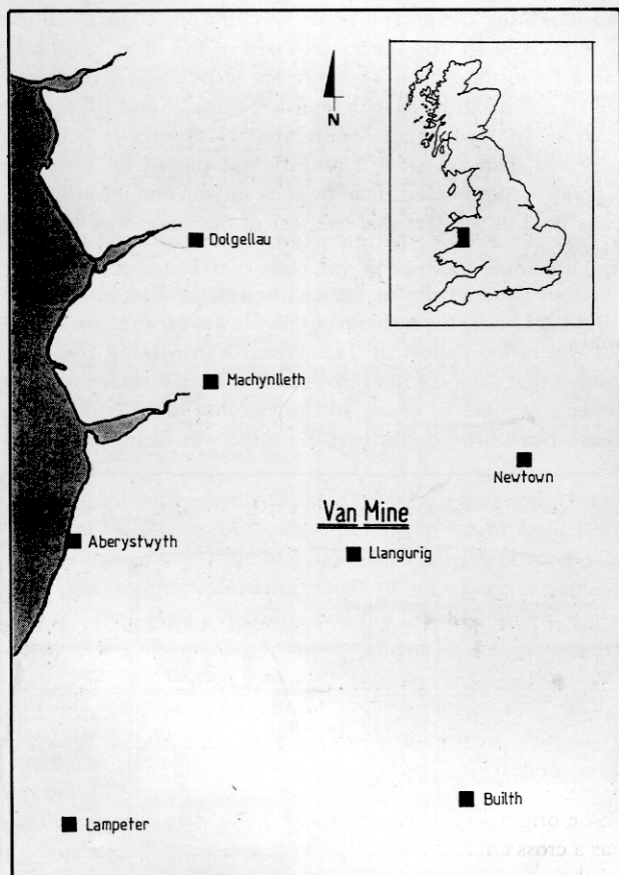 N
Dolgellau
Machynlleth
Newtown
Van Mine
Aberystwyth
Llangurig
Builth
Lampeter